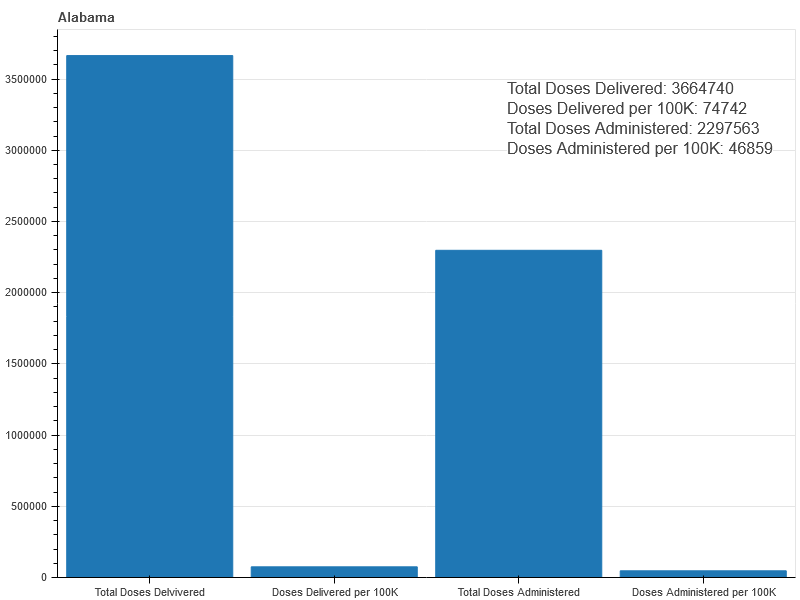 Alabama
3500000
3000000
2500000
2000000
1500000
1000000
500000
0
Total Doses Delivered: 3664740
Doses Delivered per 100K: 74742
Total Doses Administered: 2297563
Doses Administered per 100K: 46859
Total Doses Delvivered
Doses Delivered per 100K
Total Doses Administered
Doses Administered per 100K